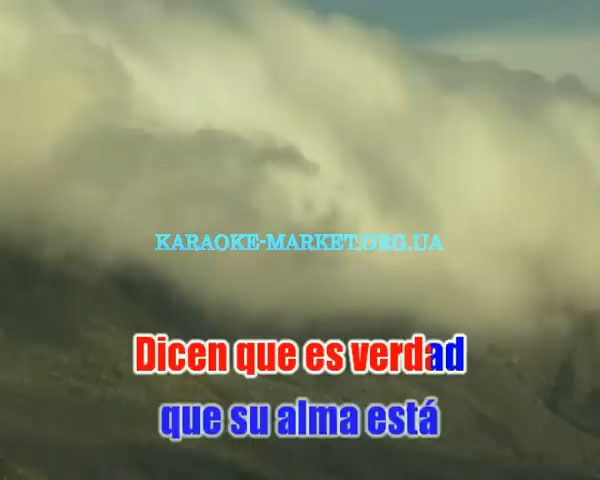 KARAOKE-MARKET.ORG.UA
Dicen que es verdad
que su alma está